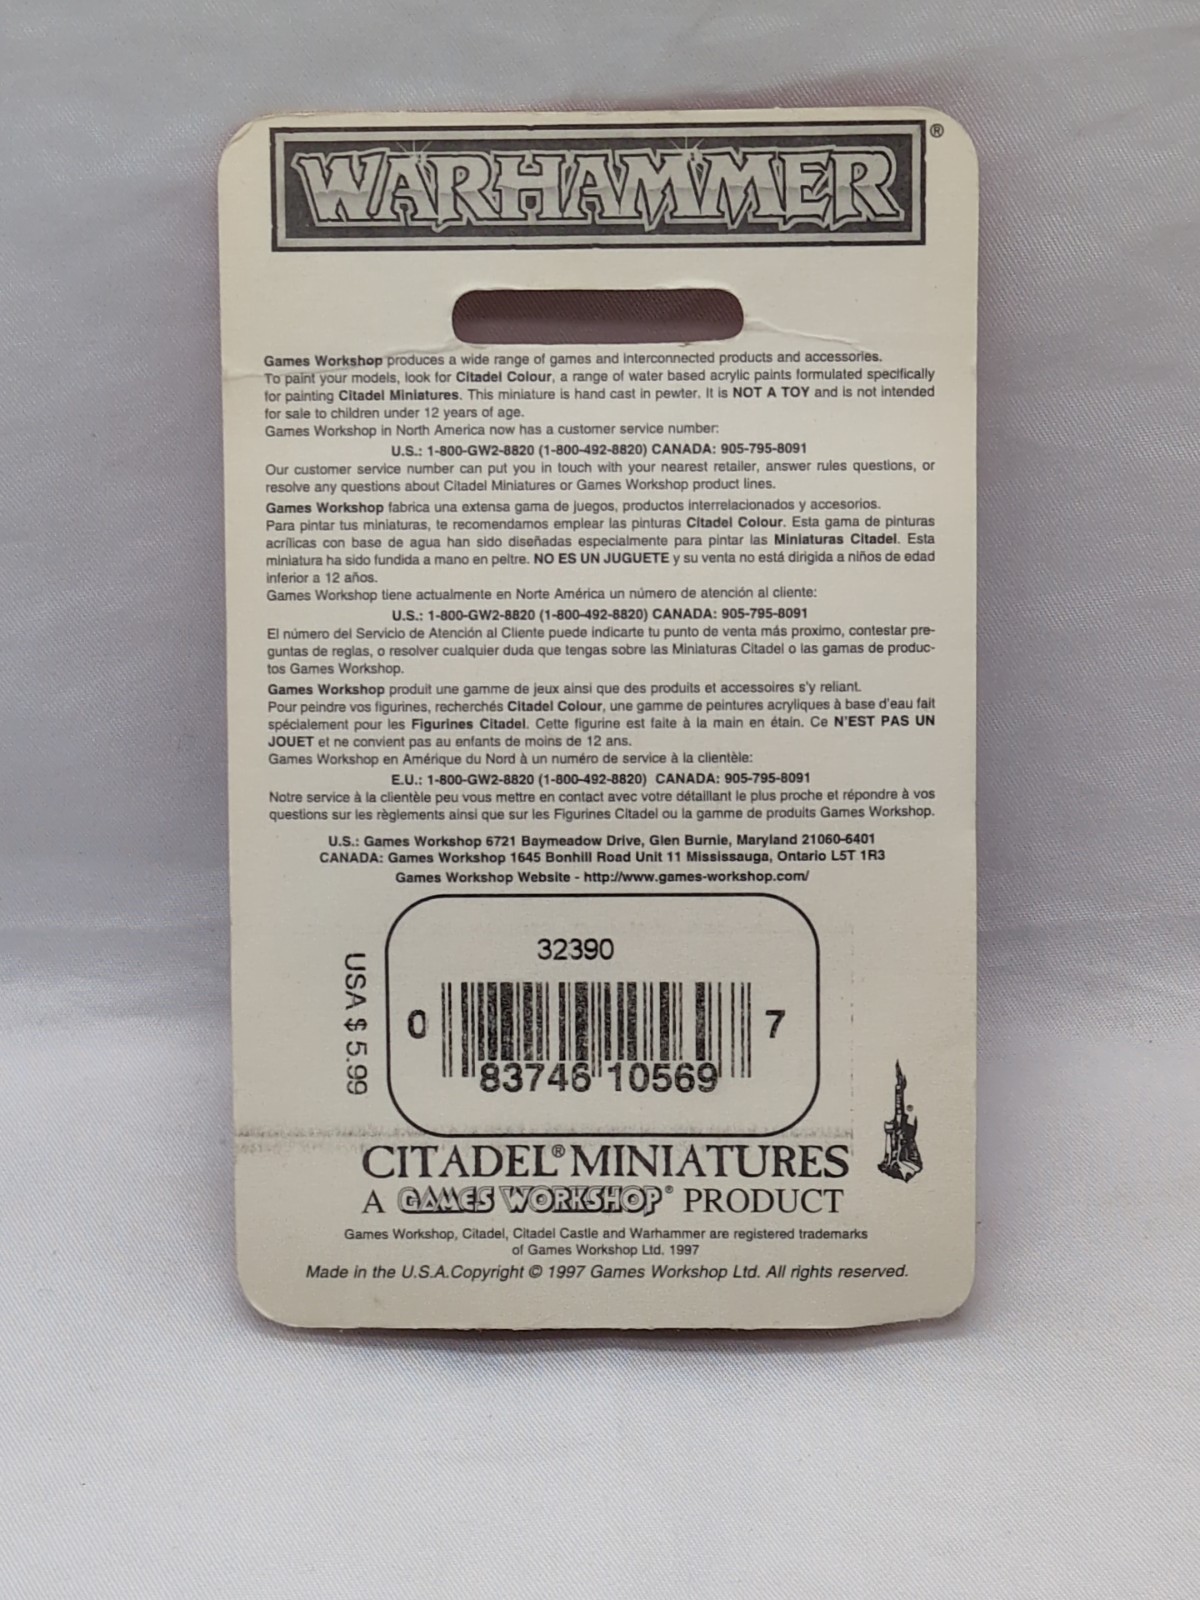 WARHAMMER®
Games Workshop produces a wide range of games and interconnected products and accessories.
To paint your models, look for Citadel Colour, a range of water based acrylic paints formulated specifically
for painting Citadel Miniatures. This miniature is hand cast in pewter. It is NOT A TOY and is not intended
for sale to children under 12 years of age.
Games Workshop in North America now has a customer service number:
U.S.: 1-800-GW2-8820 (1-800-492-8820) CANADA: 905-795-8091
Our customer service number can put you in touch with your nearest retailer, answer rules questions, or
resolve any questions about Citadel Miniatures or Games Workshop product lines.
Games Workshop fabrica una extensa gama de juegos, productos interrelacionados y accesorios.
Para pintar tus miniaturas, te recomendamos emplear las pinturas Citadel Colour. Esta gama de pinturas
acrílicas con base de agua han sido diseñadas especialmente para pintar las Miniaturas Citadel. Esta
miniatura ha sido fundida a mano en peltre. NO ES UN JUGUETE y su venta no está dirigida a niños de edad
inferior a 12 años.
Games Workshop tiene actualmente en Norte América un número de atención al cliente:
U.S.: 1-800-GW2-8820 (1-800-492-8820) CANADA: 905-795-8091
El número del Servicio de Atención al Cliente puede indicarte tu punto de venta más proximo, contestar pre-
guntas de reglas, o resolver cualquier duda que tengas sobre las Miniaturas Citadel o las gamas de produc-
tos Games Workshop.
Games Workshop produit une gamme de jeux ainsi que des produits et accessoires s'y reliant.
Pour peindre vos figurines, recherchés Citadel Colour, une gamme de peintures acryliques à base d'eau fait
spécialement pour les Figurines Citadel. Cette figurine est faite à la main en étain. Ce N'EST PAS UN
JOUET et ne convient pas au enfants de moins de 12 ans.
Games Workshop en Amérique du Nord à un numéro de service à la clientèle:
E.U.: 1-800-GW2-8820 (1-800-492-8820) CANADA: 905-795-8091
Notre service à la clientèle peu vous mettre en contact avec votre détaillant le plus proche et répondre à vos
questions sur les règlements ainsi que sur les Figurines Citadel ou la gamme de produits Games Workshop.
U.S.: Games Workshop 6721 Baymeadow Drive, Glen Burnie, Maryland 21060-6401
CANADA: Games Workshop 1645 Bonhill Road Unit 11 Mississauga, Ontario L5T 1R3
Games Workshop Website - http://www.games-workshop.com/
32390
USA $ 5.99
0 83746 10569 7
CITADEL® MINIATURES
A GAMES WORKSHOP® PRODUCT
Games Workshop, Citadel, Citadel Castle and Warhammer are registered trademarks
of Games Workshop Ltd. 1997
Made in the U.S.A.Copyright © 1997 Games Workshop Ltd. All rights reserved.